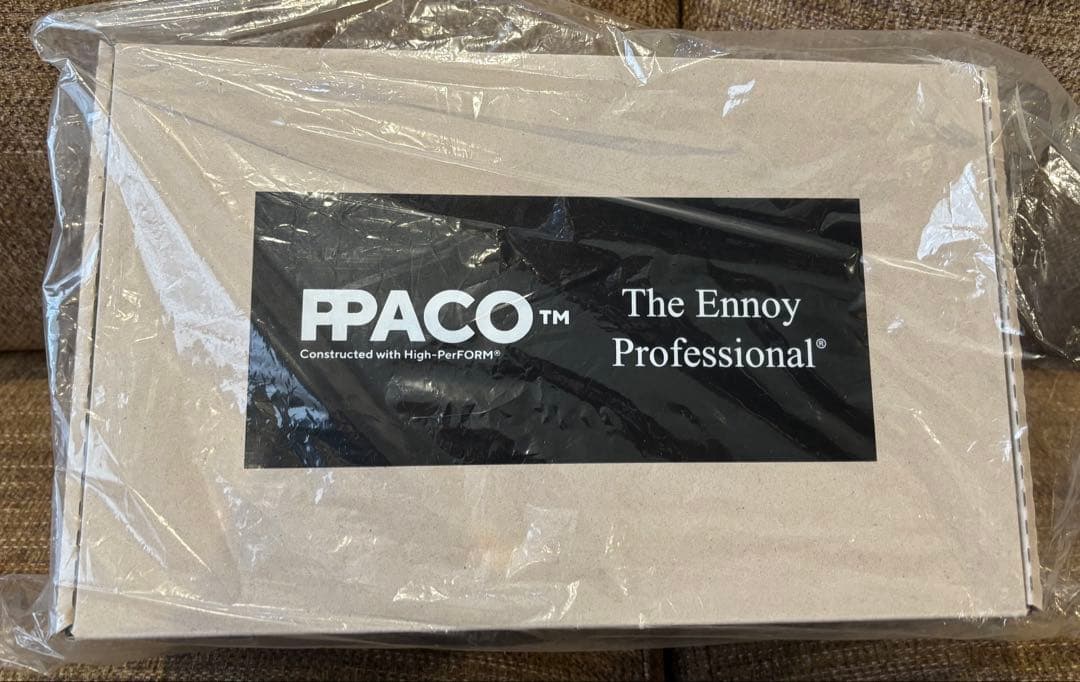 PPACO™
Constructed with High-PerFORM®
The Ennoy
Professional®